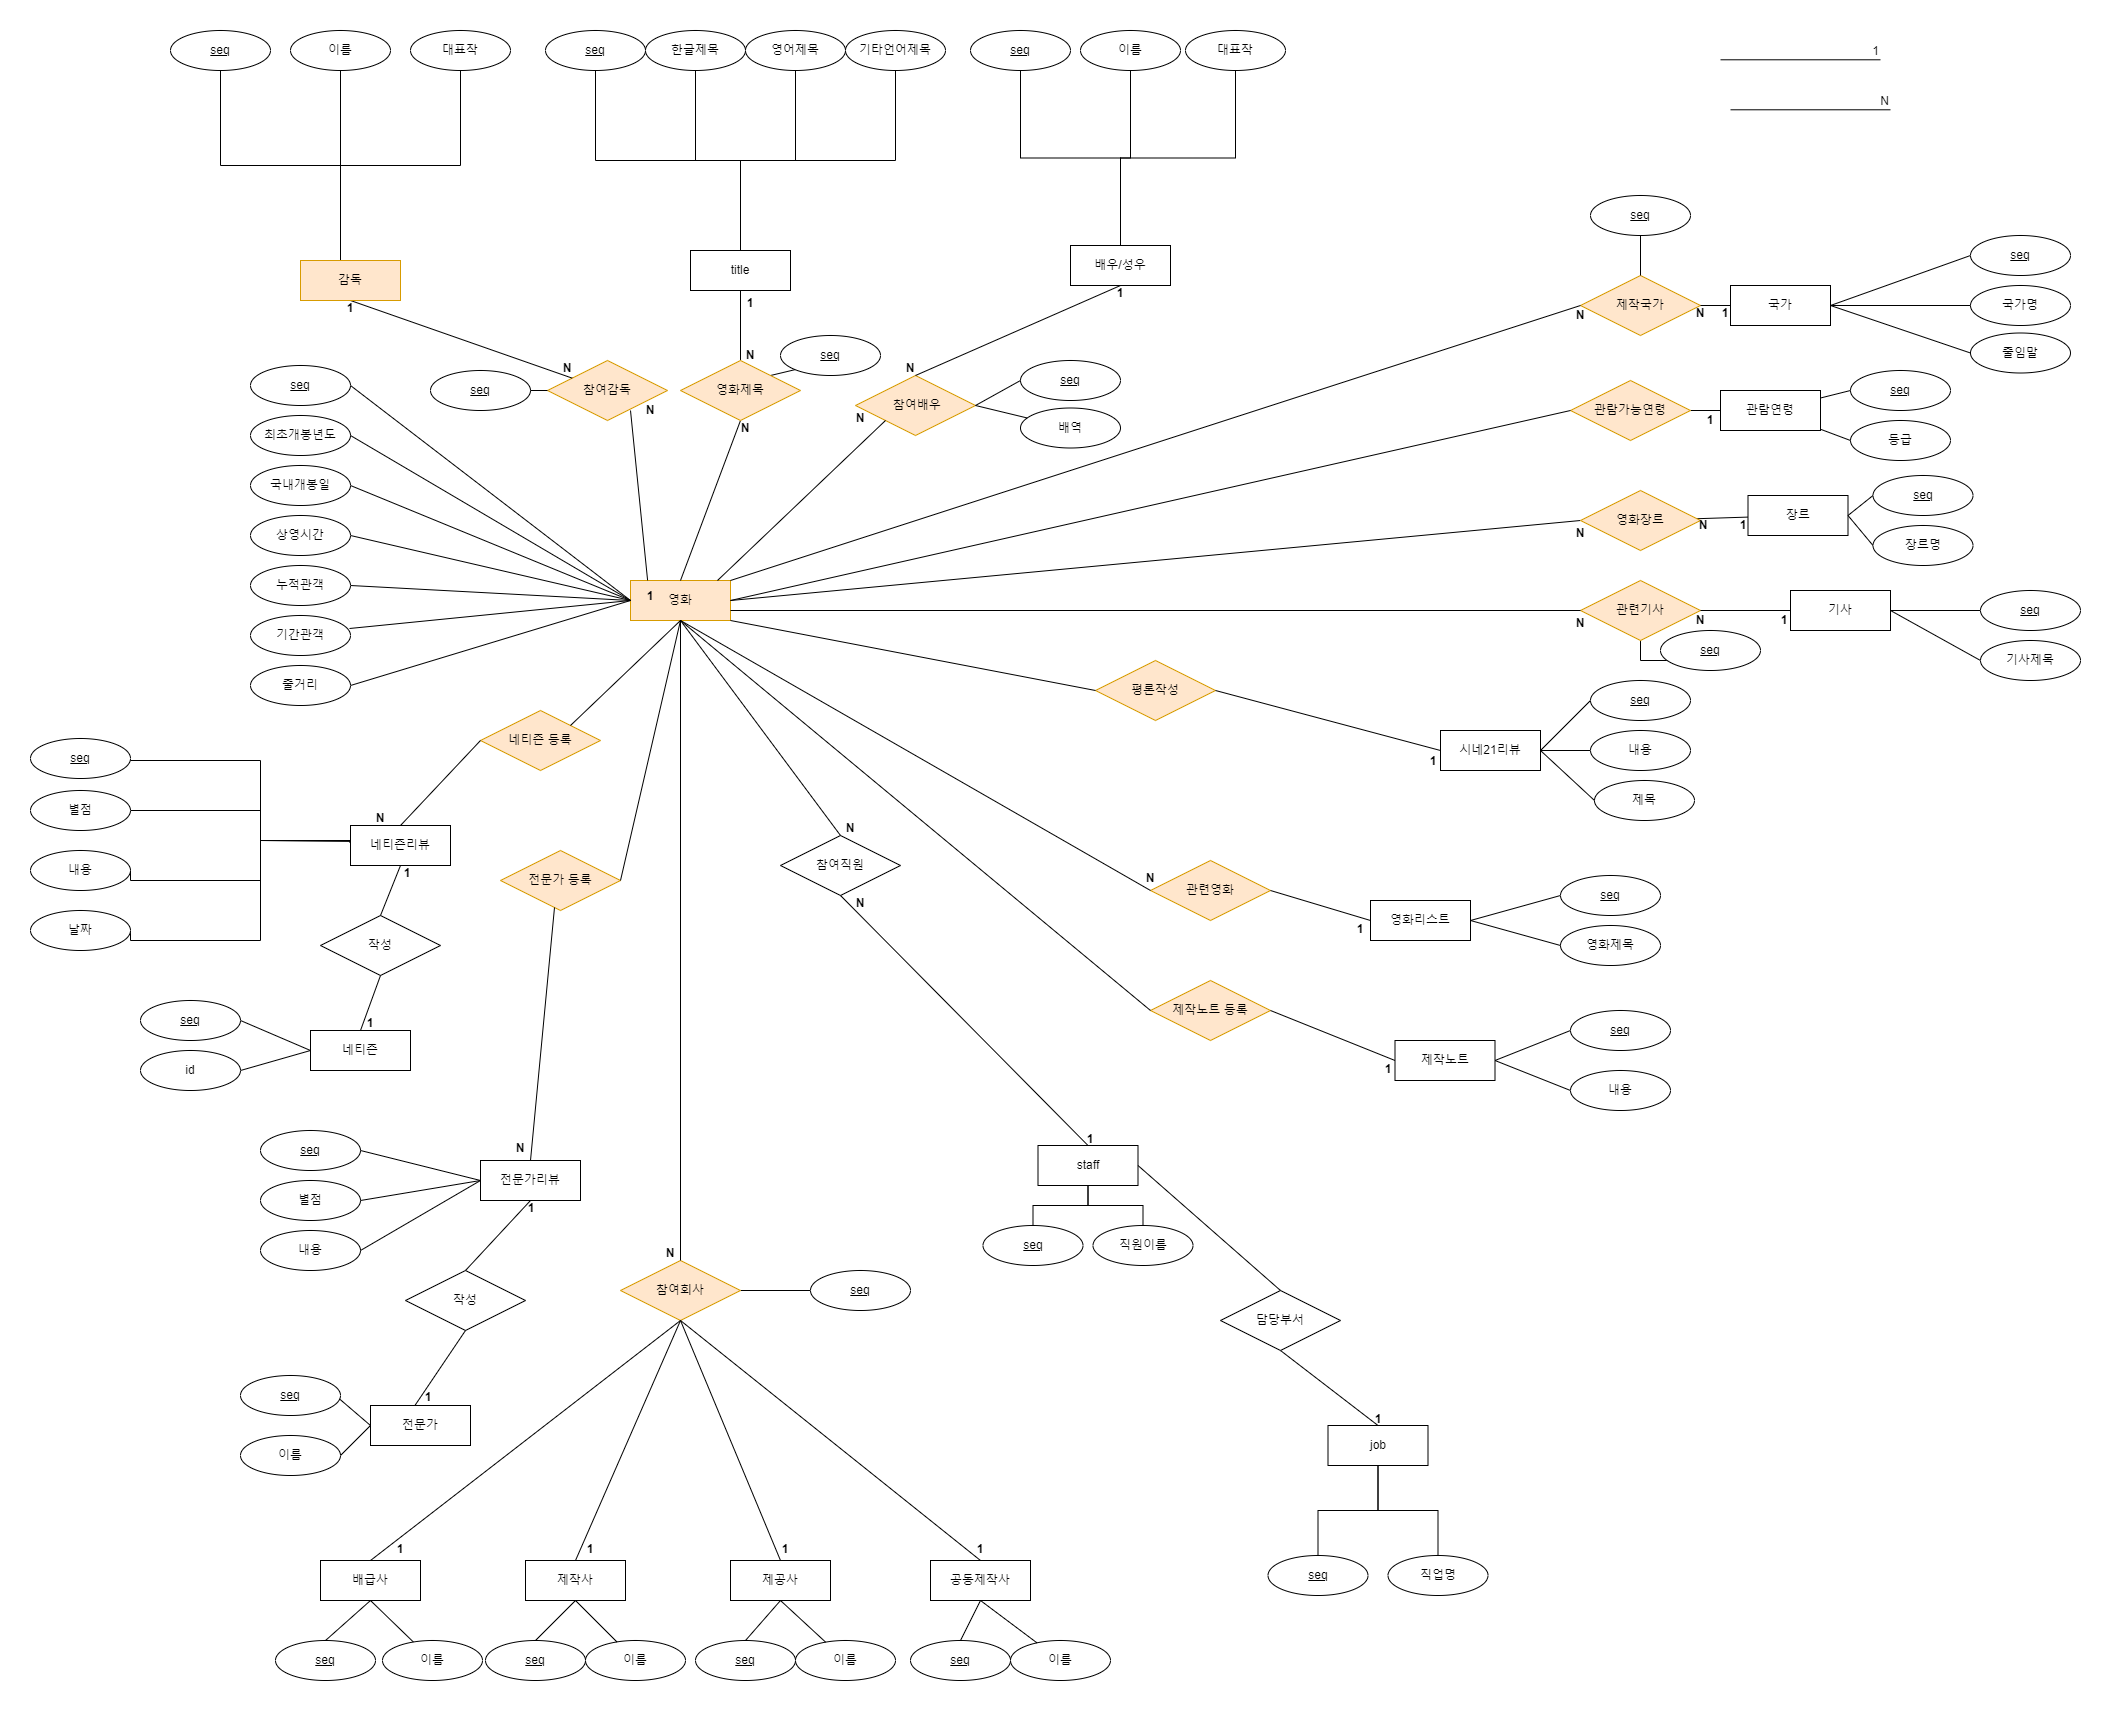 seq
이름
대표작
seq
한글제목
영어제목
기타언어제목
seq
이름
대표작
1
N
seq
감독
1
title
1
배우/성우
1
제작국가
N
N
국가
1
seq
국가명
줄임말
seq
최초개봉년도
국내개봉일
상영시간
누적관객
기간관객
줄거리
seq
N
참여감독
N
N
영화제목
N
seq
N
참여배우
N
seq
배역
관람가능연령
1
관람연령
seq
등급
영화장르
N
N
1
장르
seq
장르명
1
영화
관련기사
N
N
seq
1
기사
seq
기사제목
평론작성
1
시네21리뷰
seq
내용
제목
네티즌 등록
seq
별점
내용
날짜
N
네티즌리뷰
1
작성
1
네티즌
seq
id
전문가 등록
N
참여직원
N
N
관련영화
1
영화리스트
seq
영화제목
제작노트 등록
1
제작노트
seq
내용
N
전문가리뷰
1
seq
별점
내용
작성
1
전문가
seq
이름
1
staff
seq
직원이름
담당부서
1
job
seq
직업명
N
참여회사
seq
1
배급사
seq
이름
1
제작사
seq
이름
1
제공사
seq
이름
1
공동제작사
seq
이름